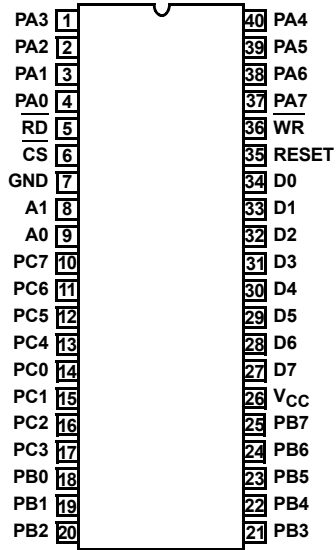 PA3 1 40 PA4
PA2 2 39 PA5
PA1 3 38 PA6
PA0 4 37 PA7
RD 5 36 WR
CS 6 35 RESET
GND 7 34 D0
A1 8 33 D1
A0 9 32 D2
PC7 10 31 D3
PC6 11 30 D4
PC5 12 29 D5
PC4 13 28 D6
PC0 14 27 D7
PC1 15 26 VCC
PC2 16 25 PB7
PC3 17 24 PB6
PB0 18 23 PB5
PB1 19 22 PB4
PB2 20 21 PB3